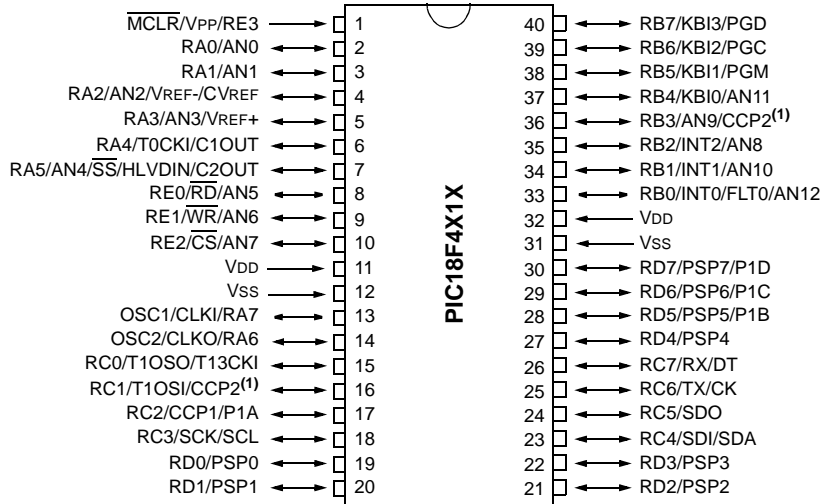 MCLR/VPP/RE3 1 40 RB7/KBI3/PGD
RA0/AN0 2 39 RB6/KBI2/PGC
RA1/AN1 3 38 RB5/KBI1/PGM
RA2/AN2/VREF-/CVREF 4 37 RB4/KBI0/AN11
RA3/AN3/VREF+ 5 36 RB3/AN9/CCP2(1)
RA4/T0CKI/C1OUT 6 35 RB2/INT2/AN8
RA5/AN4/SS/HLVDIN/C2OUT 7 34 RB1/INT1/AN10
RE0/RD/AN5 8 33 RB0/INT0/FLT0/AN12
RE1/WR/AN6 9 32 VDD
RE2/CS/AN7 10 31 VSS
VDD 11 30 RD7/PSP7/P1D
VSS 12 29 RD6/PSP6/P1C
OSC1/CLKI/RA7 13 28 RD5/PSP5/P1B
OSC2/CLKO/RA6 14 27 RD4/PSP4
RC0/T1OSO/T13CKI 15 26 RC7/RX/DT
RC1/T1OSI/CCP2(1) 16 25 RC6/TX/CK
RC2/CCP1/P1A 17 24 RC5/SDO
RC3/SCK/SCL 18 23 RC4/SDI/SDA
RD0/PSP0 19 22 RD3/PSP3
RD1/PSP1 20 21 RD2/PSP2
PIC18F4X1X